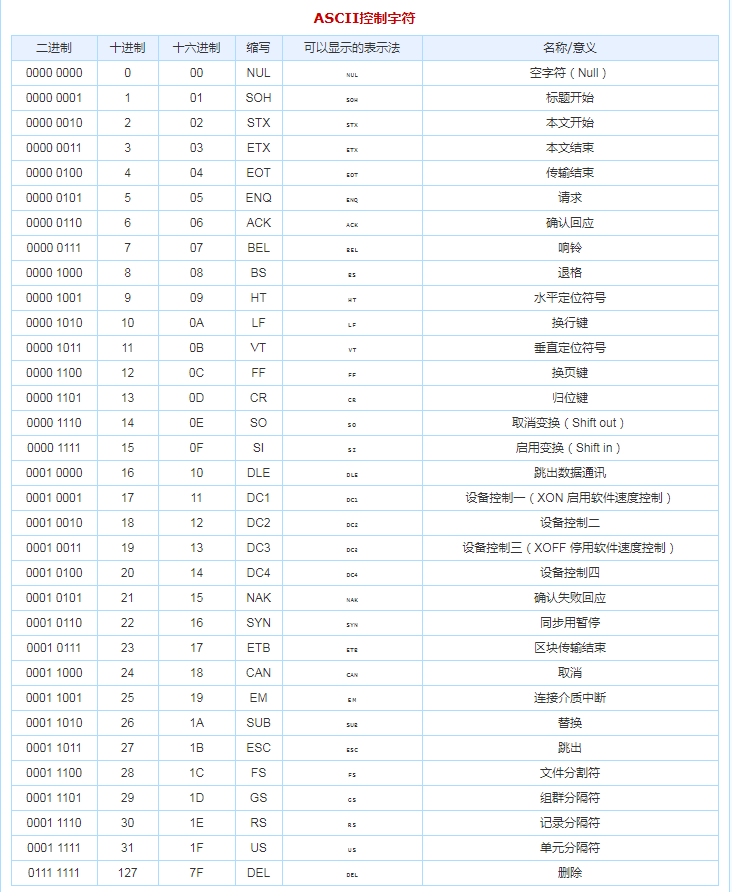 ASCII控制字符
二进制 十进制 十六进制 缩写 可以显示的表示法 名称/意义
0000 0000 0 00 NUL NUL 空字符（Null）
0000 0001 1 01 SOH SOH 标题开始
0000 0010 2 02 STX STX 本文开始
0000 0011 3 03 ETX ETX 本文结束
0000 0100 4 04 EOT EOT 传输结束
0000 0101 5 05 ENQ ENQ 请求
0000 0110 6 06 ACK ACK 确认回应
0000 0111 7 07 BEL BEL 响铃
0000 1000 8 08 BS BS 退格
0000 1001 9 09 HT HT 水平定位符号
0000 1010 10 0A LF LF 换行键
0000 1011 11 0B VT VT 垂直定位符号
0000 1100 12 0C FF FF 换页键
0000 1101 13 0D CR CR 归位键
0000 1110 14 0E SO SO 取消变换（Shift out）
0000 1111 15 0F SI SI 启用变换（Shift in）
0001 0000 16 10 DLE DLE 跳出数据通讯
0001 0001 17 11 DC1 DC1 设备控制一（XON 启用软件速度控制）
0001 0010 18 12 DC2 DC2 设备控制二
0001 0011 19 13 DC3 DC3 设备控制三（XOFF 停用软件速度控制）
0001 0100 20 14 DC4 DC4 设备控制四
0001 0101 21 15 NAK NAK 确认失败回应
0001 0110 22 16 SYN SYN 同步用暂停
0001 0111 23 17 ETB ETB 区块传输结束
0001 1000 24 18 CAN CAN 取消
0001 1001 25 19 EM EM 连接介质中断
0001 1010 26 1A SUB SUB 替换
0001 1011 27 1B ESC ESC 跳出
0001 1100 28 1C FS FS 文件分割符
0001 1101 29 1D GS GS 组群分隔符
0001 1110 30 1E RS RS 记录分隔符
0001 1111 31 1F US US 单元分隔符
0111 1111 127 7F DEL DEL 删除